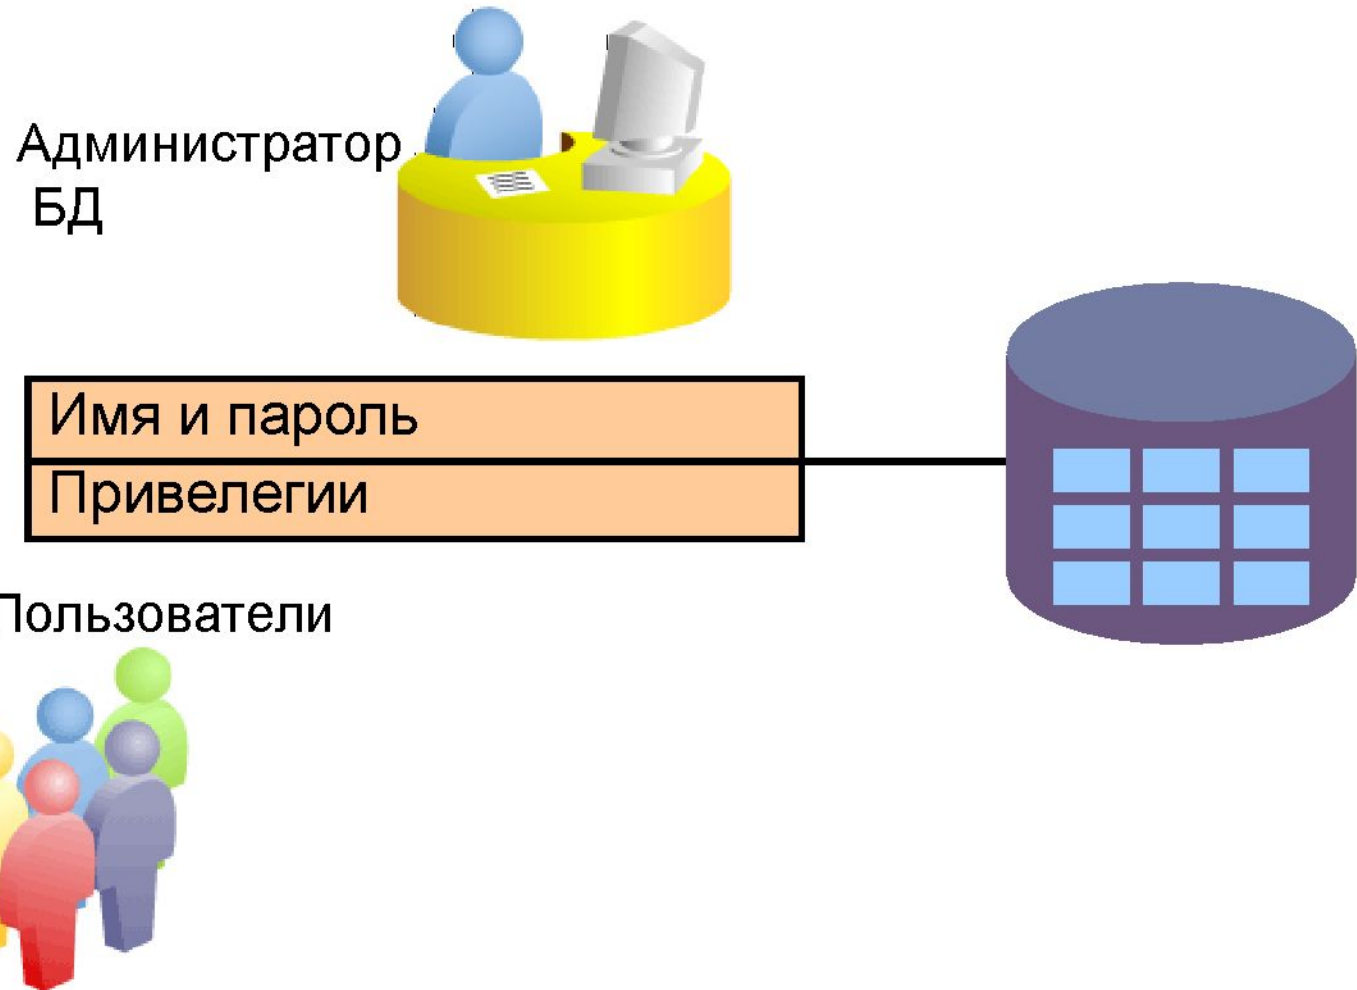 Администратор
БД
Имя и пароль
Привелегии
Пользователи